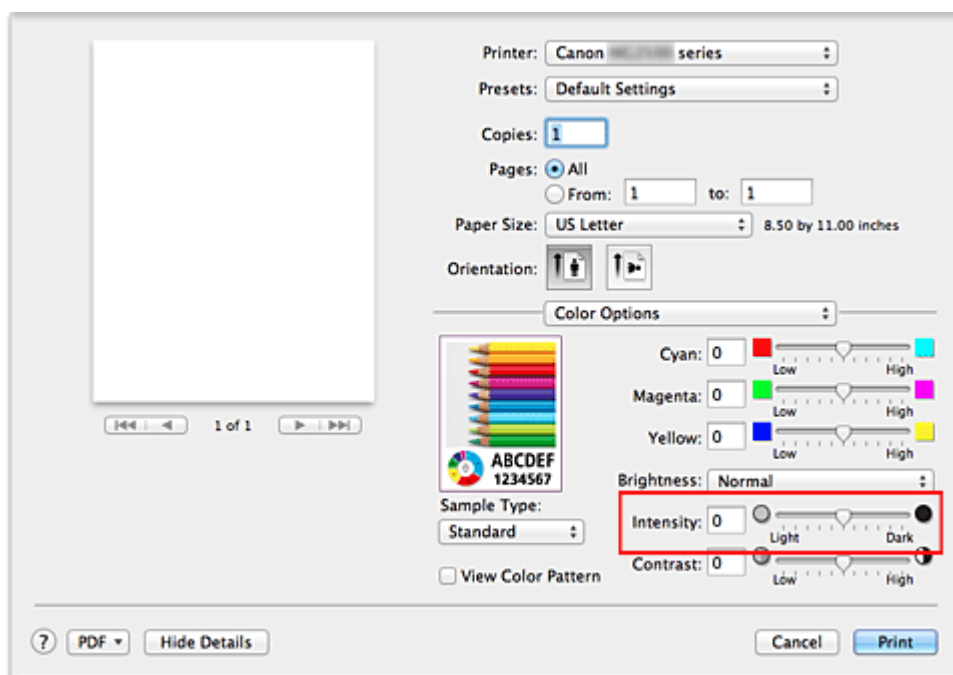 Printer: Canon series
Presets: Default Settings
Copies: 1
Pages: All
From: 1 to: 1
Paper Size: US Letter 8.50 by 11.00 inches
Orientation:
Color Options
Cyan: 0
Low High
Magenta: 0
Low High
Yellow: 0
Low High
Brightness: Normal
Intensity: 0
Light Dark
Contrast: 0
Low High
ABCDEF
1234567
Sample Type:
Standard
View Color Pattern
1 of 1
? PDF Hide Details Cancel Print